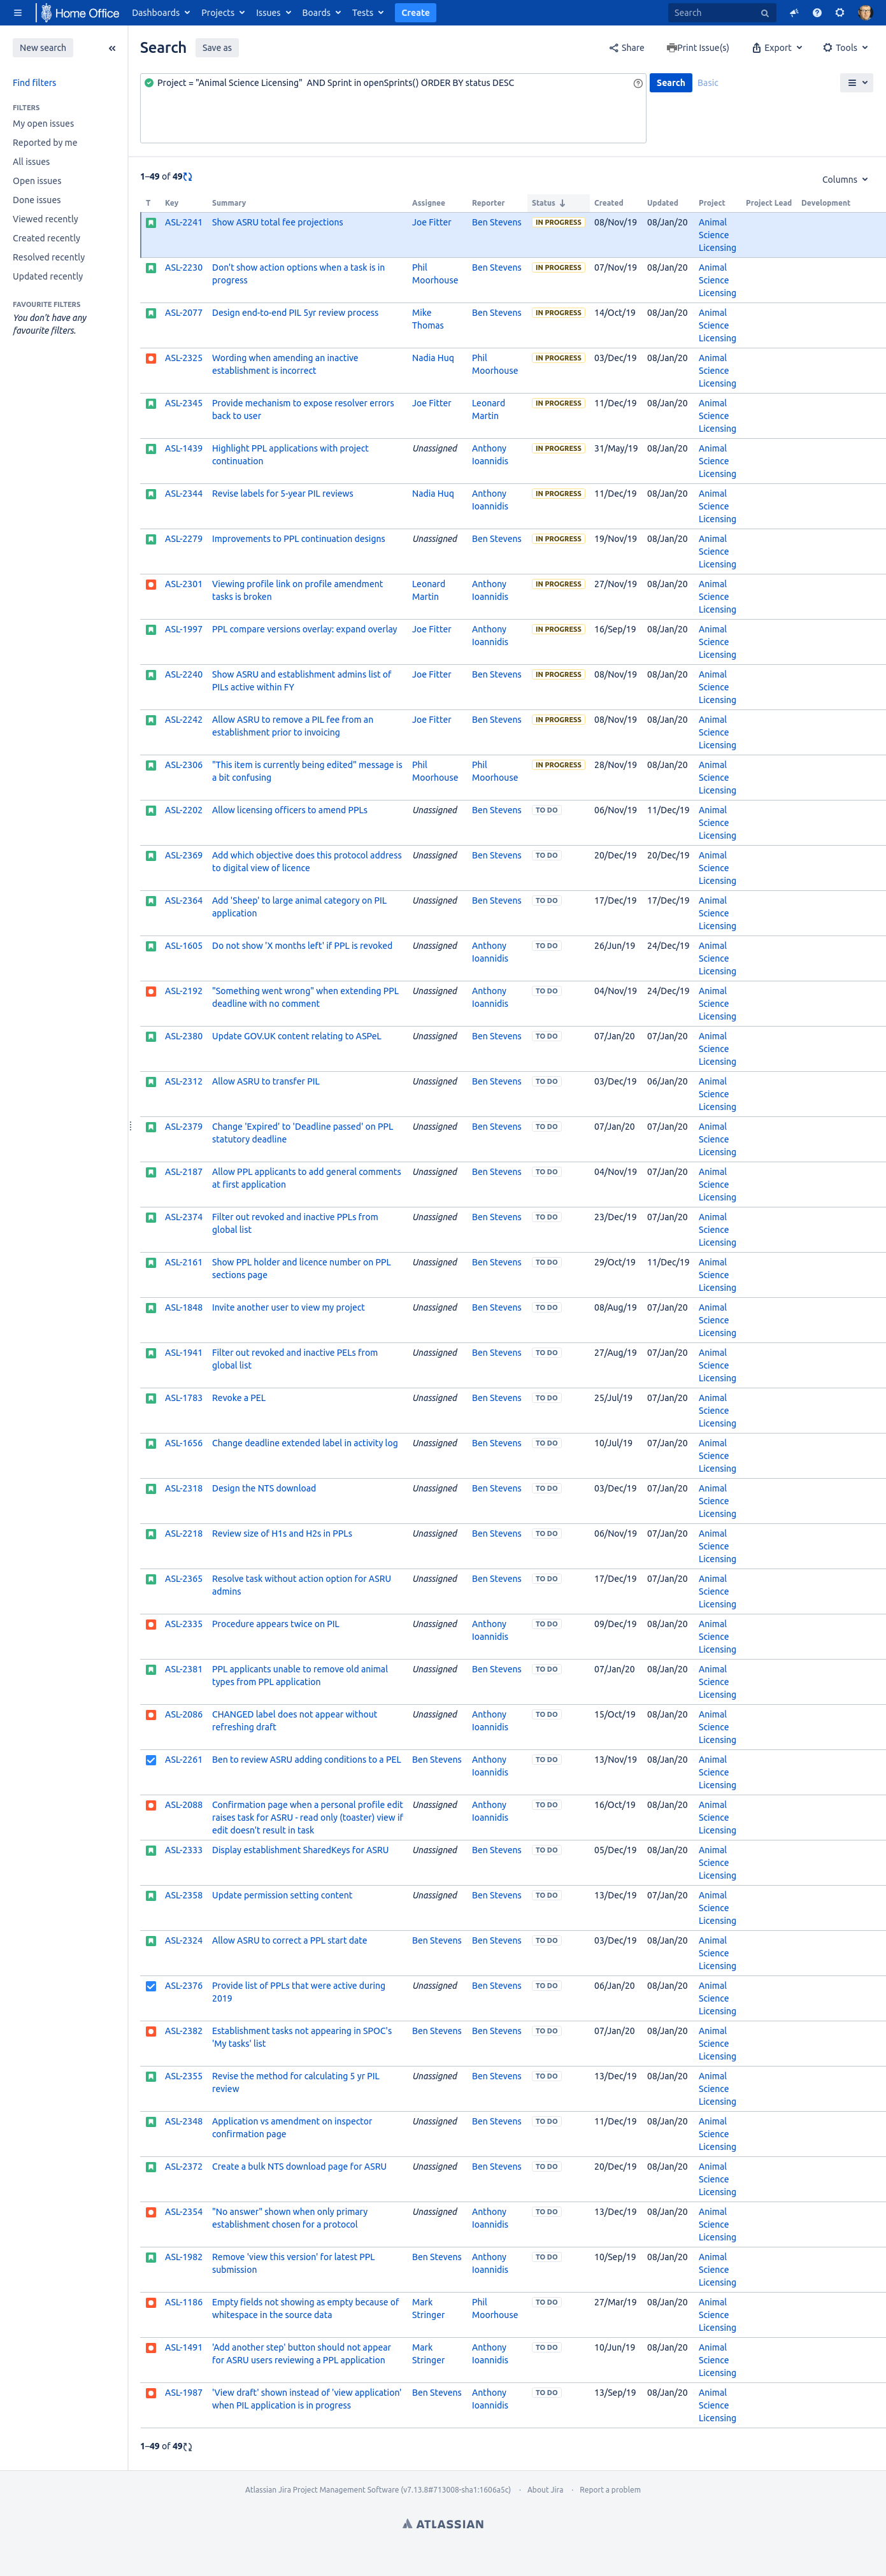 Home Office Dashboards Projects Issues Boards Tests Create Search
New search
Find filters
FILTERS
My open issues
Reported by me
All issues
Open issues
Done issues
Viewed recently
Created recently
Resolved recently
Updated recently
FAVOURITE FILTERS
You don't have any
favourite filters.
Search Save as Share Print Issue(s) Export Tools
Project = "Animal Science Licensing" AND Sprint in openSprints() ORDER BY status DESC Search Basic
1–49 of 49 Columns
T Key Summary Assignee Reporter Status Created Updated Project Project Lead Development
ASL-2241 Show ASRU total fee projections Joe Fitter Ben Stevens IN PROGRESS 08/Nov/19 08/Jan/20 Animal Science Licensing
ASL-2230 Don't show action options when a task is in progress Phil Moorhouse Ben Stevens IN PROGRESS 07/Nov/19 08/Jan/20 Animal Science Licensing
ASL-2077 Design end-to-end PIL 5yr review process Mike Thomas Ben Stevens IN PROGRESS 14/Oct/19 08/Jan/20 Animal Science Licensing
ASL-2325 Wording when amending an inactive establishment is incorrect Nadia Huq Phil Moorhouse IN PROGRESS 03/Dec/19 08/Jan/20 Animal Science Licensing
ASL-2345 Provide mechanism to expose resolver errors back to user Joe Fitter Leonard Martin IN PROGRESS 11/Dec/19 08/Jan/20 Animal Science Licensing
ASL-1439 Highlight PPL applications with project continuation Unassigned Anthony Ioannidis IN PROGRESS 31/May/19 08/Jan/20 Animal Science Licensing
ASL-2344 Revise labels for 5-year PIL reviews Nadia Huq Anthony Ioannidis IN PROGRESS 11/Dec/19 08/Jan/20 Animal Science Licensing
ASL-2279 Improvements to PPL continuation designs Unassigned Ben Stevens IN PROGRESS 19/Nov/19 08/Jan/20 Animal Science Licensing
ASL-2301 Viewing profile link on profile amendment tasks is broken Leonard Martin Anthony Ioannidis IN PROGRESS 27/Nov/19 08/Jan/20 Animal Science Licensing
ASL-1997 PPL compare versions overlay: expand overlay Joe Fitter Anthony Ioannidis IN PROGRESS 16/Sep/19 08/Jan/20 Animal Science Licensing
ASL-2240 Show ASRU and establishment admins list of PILs active within FY Joe Fitter Ben Stevens IN PROGRESS 08/Nov/19 08/Jan/20 Animal Science Licensing
ASL-2242 Allow ASRU to remove a PIL fee from an establishment prior to invoicing Joe Fitter Ben Stevens IN PROGRESS 08/Nov/19 08/Jan/20 Animal Science Licensing
ASL-2306 "This item is currently being edited" message is a bit confusing Phil Moorhouse Phil Moorhouse IN PROGRESS 28/Nov/19 08/Jan/20 Animal Science Licensing
ASL-2202 Allow licensing officers to amend PPLs Unassigned Ben Stevens TO DO 06/Nov/19 11/Dec/19 Animal Science Licensing
ASL-2369 Add which objective does this protocol address to digital view of licence Unassigned Ben Stevens TO DO 20/Dec/19 20/Dec/19 Animal Science Licensing
ASL-2364 Add 'Sheep' to large animal category on PIL application Unassigned Ben Stevens TO DO 17/Dec/19 17/Dec/19 Animal Science Licensing
ASL-1605 Do not show 'X months left' if PPL is revoked Unassigned Anthony Ioannidis TO DO 26/Jun/19 24/Dec/19 Animal Science Licensing
ASL-2192 "Something went wrong" when extending PPL deadline with no comment Unassigned Anthony Ioannidis TO DO 04/Nov/19 24/Dec/19 Animal Science Licensing
ASL-2380 Update GOV.UK content relating to ASPeL Unassigned Ben Stevens TO DO 07/Jan/20 07/Jan/20 Animal Science Licensing
ASL-2312 Allow ASRU to transfer PIL Unassigned Ben Stevens TO DO 03/Dec/19 06/Jan/20 Animal Science Licensing
ASL-2379 Change 'Expired' to 'Deadline passed' on PPL statutory deadline Unassigned Ben Stevens TO DO 07/Jan/20 07/Jan/20 Animal Science Licensing
ASL-2187 Allow PPL applicants to add general comments at first application Unassigned Ben Stevens TO DO 04/Nov/19 07/Jan/20 Animal Science Licensing
ASL-2374 Filter out revoked and inactive PPLs from global list Unassigned Ben Stevens TO DO 23/Dec/19 07/Jan/20 Animal Science Licensing
ASL-2161 Show PPL holder and licence number on PPL sections page Unassigned Ben Stevens TO DO 29/Oct/19 11/Dec/19 Animal Science Licensing
ASL-1848 Invite another user to view my project Unassigned Ben Stevens TO DO 08/Aug/19 07/Jan/20 Animal Science Licensing
ASL-1941 Filter out revoked and inactive PELs from global list Unassigned Ben Stevens TO DO 27/Aug/19 07/Jan/20 Animal Science Licensing
ASL-1783 Revoke a PEL Unassigned Ben Stevens TO DO 25/Jul/19 07/Jan/20 Animal Science Licensing
ASL-1656 Change deadline extended label in activity log Unassigned Ben Stevens TO DO 10/Jul/19 07/Jan/20 Animal Science Licensing
ASL-2318 Design the NTS download Unassigned Ben Stevens TO DO 03/Dec/19 07/Jan/20 Animal Science Licensing
ASL-2218 Review size of H1s and H2s in PPLs Unassigned Ben Stevens TO DO 06/Nov/19 07/Jan/20 Animal Science Licensing
ASL-2365 Resolve task without action option for ASRU admins Unassigned Ben Stevens TO DO 17/Dec/19 07/Jan/20 Animal Science Licensing
ASL-2335 Procedure appears twice on PIL Unassigned Anthony Ioannidis TO DO 09/Dec/19 08/Jan/20 Animal Science Licensing
ASL-2381 PPL applicants unable to remove old animal types from PPL application Unassigned Ben Stevens TO DO 07/Jan/20 08/Jan/20 Animal Science Licensing
ASL-2086 CHANGED label does not appear without refreshing draft Unassigned Anthony Ioannidis TO DO 15/Oct/19 08/Jan/20 Animal Science Licensing
ASL-2261 Ben to review ASRU adding conditions to a PEL Ben Stevens Anthony Ioannidis TO DO 13/Nov/19 08/Jan/20 Animal Science Licensing
ASL-2088 Confirmation page when a personal profile edit raises task for ASRU - read only (toaster) view if edit doesn't result in task Unassigned Anthony Ioannidis TO DO 16/Oct/19 08/Jan/20 Animal Science Licensing
ASL-2333 Display establishment SharedKeys for ASRU Unassigned Ben Stevens TO DO 05/Dec/19 08/Jan/20 Animal Science Licensing
ASL-2358 Update permission setting content Unassigned Ben Stevens TO DO 13/Dec/19 07/Jan/20 Animal Science Licensing
ASL-2324 Allow ASRU to correct a PPL start date Ben Stevens Ben Stevens TO DO 03/Dec/19 08/Jan/20 Animal Science Licensing
ASL-2376 Provide list of PPLs that were active during 2019 Unassigned Ben Stevens TO DO 06/Jan/20 08/Jan/20 Animal Science Licensing
ASL-2382 Establishment tasks not appearing in SPOC's 'My tasks' list Ben Stevens Ben Stevens TO DO 07/Jan/20 08/Jan/20 Animal Science Licensing
ASL-2355 Revise the method for calculating 5 yr PIL review Unassigned Ben Stevens TO DO 13/Dec/19 08/Jan/20 Animal Science Licensing
ASL-2348 Application vs amendment on inspector confirmation page Unassigned Ben Stevens TO DO 11/Dec/19 08/Jan/20 Animal Science Licensing
ASL-2372 Create a bulk NTS download page for ASRU Unassigned Ben Stevens TO DO 20/Dec/19 08/Jan/20 Animal Science Licensing
ASL-2354 "No answer" shown when only primary establishment chosen for a protocol Unassigned Anthony Ioannidis TO DO 13/Dec/19 08/Jan/20 Animal Science Licensing
ASL-1982 Remove 'view this version' for latest PPL submission Ben Stevens Anthony Ioannidis TO DO 10/Sep/19 08/Jan/20 Animal Science Licensing
ASL-1186 Empty fields not showing as empty because of whitespace in the source data Mark Stringer Phil Moorhouse TO DO 27/Mar/19 08/Jan/20 Animal Science Licensing
ASL-1491 'Add another step' button should not appear for ASRU users reviewing a PPL application Mark Stringer Anthony Ioannidis TO DO 10/Jun/19 08/Jan/20 Animal Science Licensing
ASL-1987 'View draft' shown instead of 'view application' when PIL application is in progress Ben Stevens Anthony Ioannidis TO DO 13/Sep/19 08/Jan/20 Animal Science Licensing
1–49 of 49
Atlassian Jira Project Management Software (v7.13.8#713008-sha1:1606a5c) · About Jira · Report a problem
ATLASSIAN